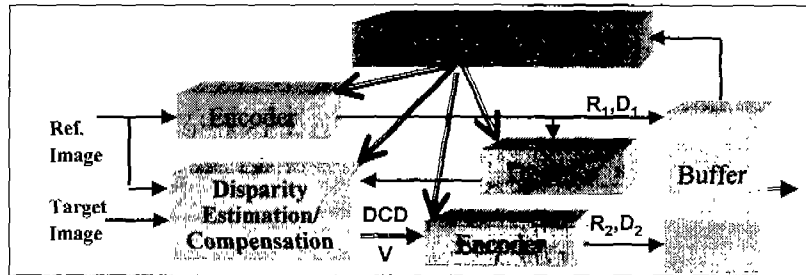 R₁,D₁
Encoder
Ref.
Image
Buffer
Disparity
Estimation/
Compensation
Target
Image
DCD
V
Encoder
R₂,D₂